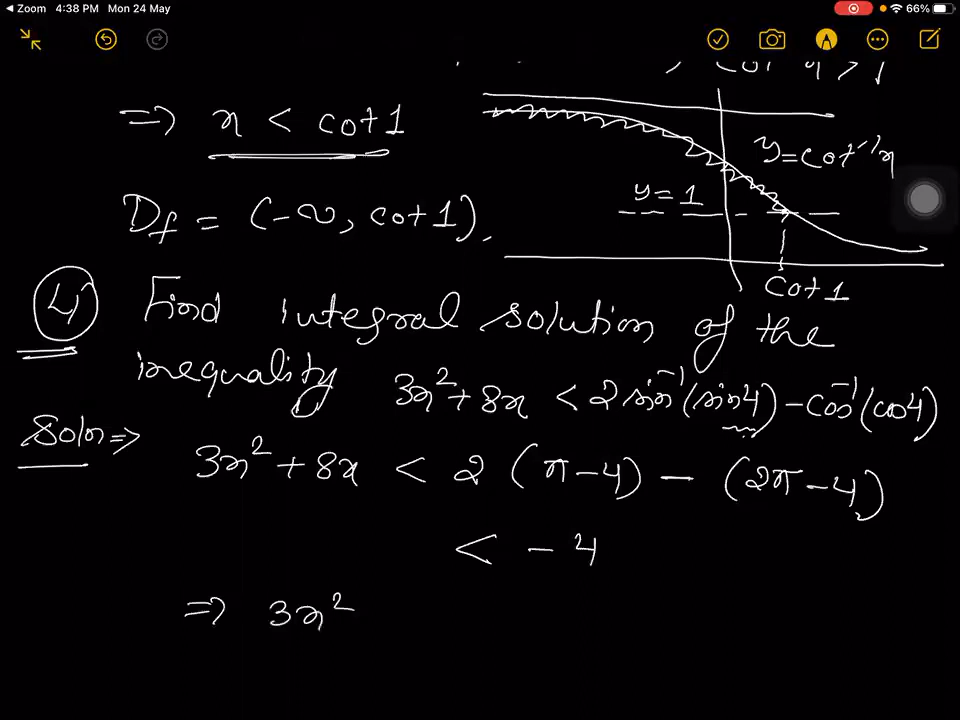 Zoom 4:38 PM Mon 24 May 66%
=> x < cot 1
y = cot⁻¹x
y = 1
Df = (-∞, cot 1).
cot 1
4 Find integral solution of the
inequality 3x² + 8x < 2 sin⁻¹(sin 4) - cos⁻¹(cos 4)
Soln =>
3x² + 8x < 2 (π - 4) - (2π - 4)
< - 4
=> 3x²